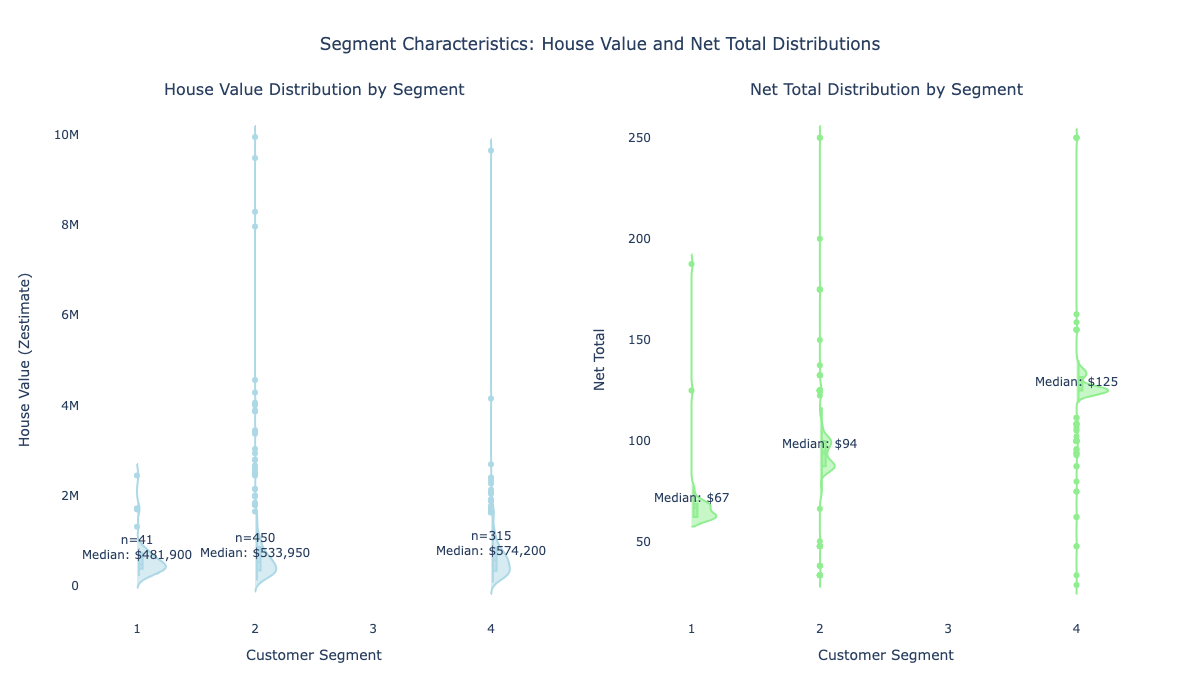 Segment Characteristics: House Value and Net Total Distributions
House Value Distribution by Segment
Net Total Distribution by Segment
House Value (Zestimate)
10M
8M
6M
4M
2M
0
n=41
Median: $481,900
n=450
Median: $533,950
n=315
Median: $574,200
1
2
3
4
Customer Segment
Net Total
250
200
150
100
50
Median: $67
Median: $94
Median: $125
1
2
3
4
Customer Segment